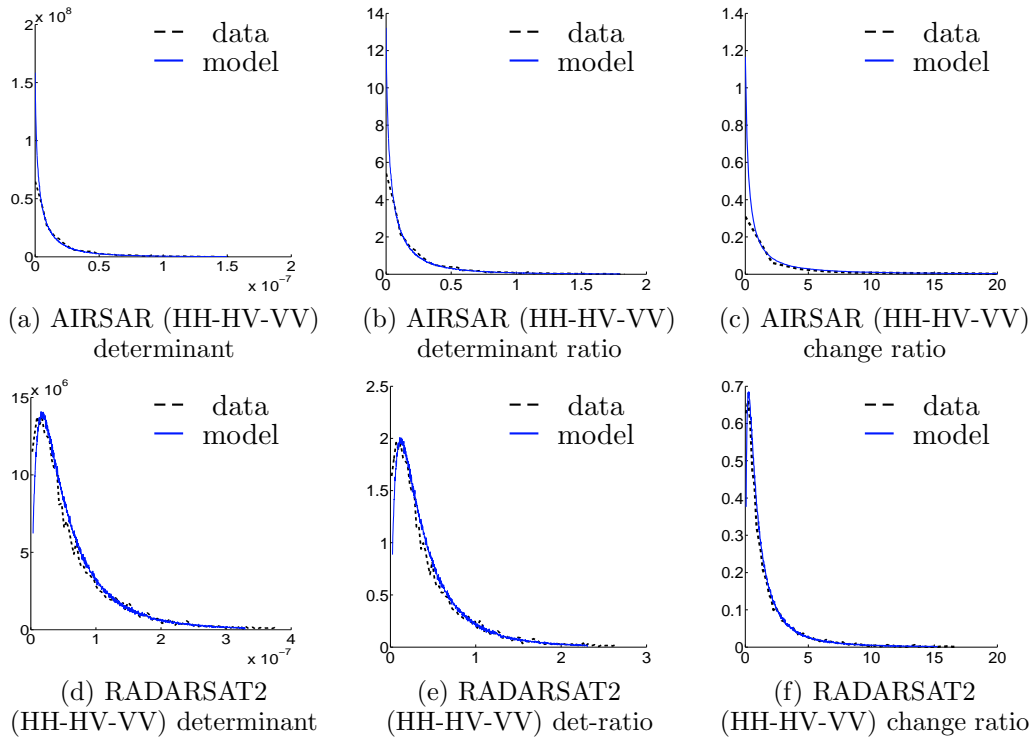 x 10⁸
2
1.5
1
0.5
0
0 0.5 1 1.5 2
x 10⁻⁷
data
model
(a) AIRSAR (HH-HV-VV)
determinant
14
12
10
8
6
4
2
0
0 0.5 1 1.5 2
data
model
(b) AIRSAR (HH-HV-VV)
determinant ratio
1.4
1.2
1
0.8
0.6
0.4
0.2
0
0 5 10 15 20
data
model
(c) AIRSAR (HH-HV-VV)
change ratio
x 10⁶
15
10
5
0
0 1 2 3 4
x 10⁻⁷
data
model
(d) RADARSAT2
(HH-HV-VV) determinant
2.5
2
1.5
1
0.5
0
0 1 2 3
data
model
(e) RADARSAT2
(HH-HV-VV) det-ratio
0.7
0.6
0.5
0.4
0.3
0.2
0.1
0
0 5 10 15 20
data
model
(f) RADARSAT2
(HH-HV-VV) change ratio